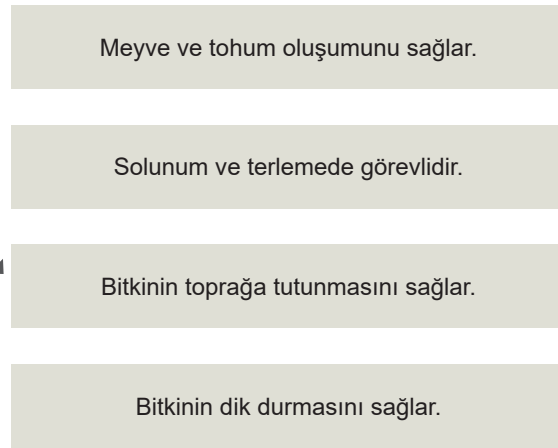 Meyve ve tohum oluşumunu sağlar.
Solunum ve terlemede görevlidir.
Bitkinin toprağa tutunmasını sağlar.
Bitkinin dik durmasını sağlar.